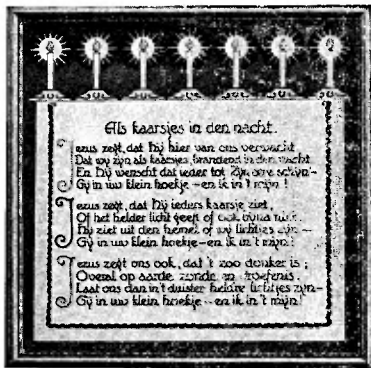 Als kaarsjes in den nacht.
Jezus zegt, dat Hij hier van ons verwacht
Dat wij zijn als kaarsjes, brandend in den nacht
En Hij wenscht dat ieder tot Zijn eere schijn'-
Gij in uw klein hoekje - en ik in 't mijn!
Jezus zegt, dat Hij ieders kaarsje ziet,
Of het helder licht geeft of ook bijna niet.
Hij ziet uit den hemel of wij lichtjes zijn -
Gij in uw klein hoekje - en ik in 't mijn!
Jezus zegt ons ook, dat 't zoo donker is;
Overal op aarde zonde en droefenis;
Laat ons dan in 't duister heldre lichtjes zijn -
Gij in uw klein hoekje - en ik in 't mijn!